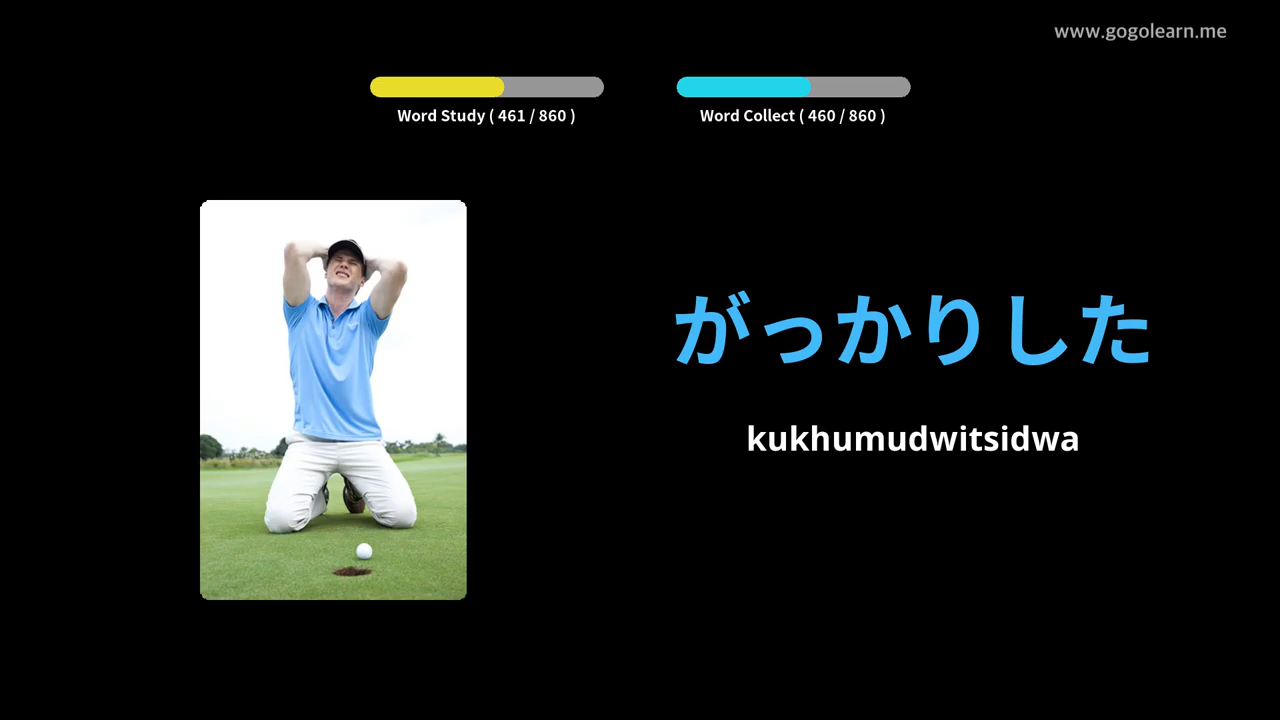 www.gogolearn.me
Word Study ( 461 / 860 )
Word Collect ( 460 / 860 )
がっかりした
kukhumudwitsidwa